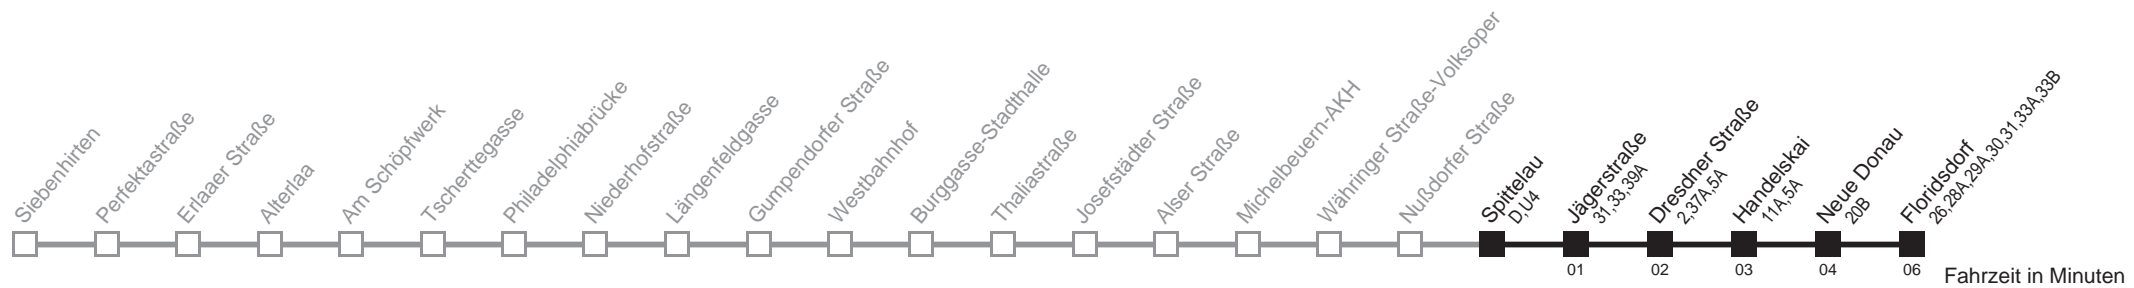 Siebenhirten
Perfektastraße
Erlaaer Straße
Alterlaa
Am Schöpfwerk
Tscherttegasse
Philadelphiabrücke
Niederhofstraße
Längenfeldgasse
Gumpendorfer Straße
Westbahnhof
Burggasse-Stadthalle
Thaliastraße
Josefstädter Straße
Alser Straße
Michelbeuern-AKH
Währinger Straße-Volksoper
Nußdorfer Straße
Spittelau
D,U4
Jägerstraße
31,33,39A
01
Dresdner Straße
2,37A,5A
02
Handelskai
11A,5A
03
Neue Donau
20B
04
Floridsdorf
26,28A,29A,30,31,33A,33B
06
Fahrzeit in Minuten